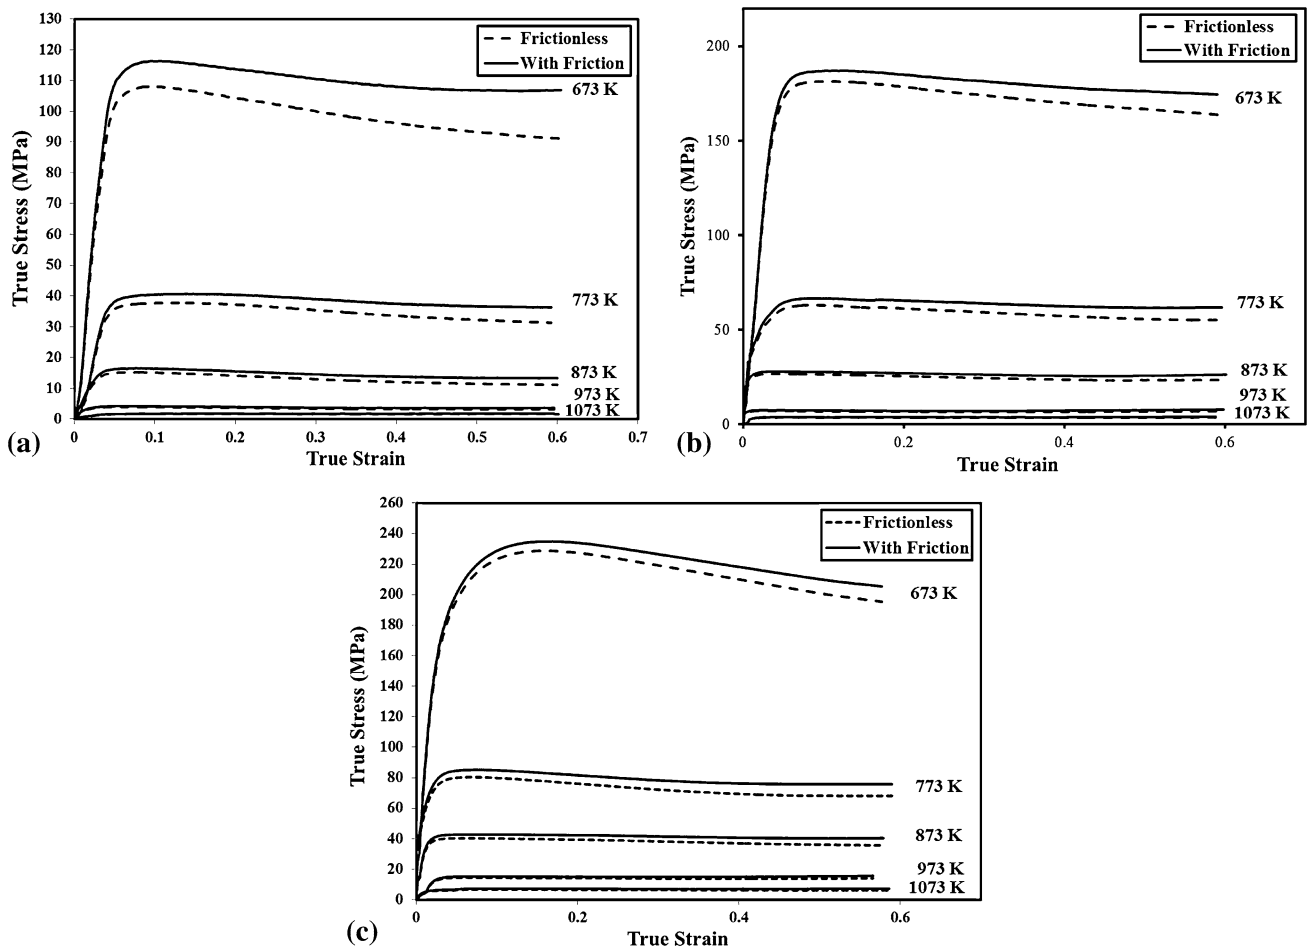 130
120
110
100
90
80
70
60
50
40
30
20
10
0
True Stress (MPa)
Frictionless
With Friction
673 K
773 K
873 K
973 K
1073 K
0 0.1 0.2 0.3 0.4 0.5 0.6 0.7
True Strain
(a)
200
150
100
50
0
True Stress (MPa)
Frictionless
With Friction
673 K
773 K
873 K
973 K
1073 K
0 0.2 0.4 0.6
True Strain
(b)
260
240
220
200
180
160
140
120
100
80
60
40
20
0
True Stress (MPa)
Frictionless
With Friction
673 K
773 K
873 K
973 K
1073 K
0 0.2 0.4 0.6
True Strain
(c)